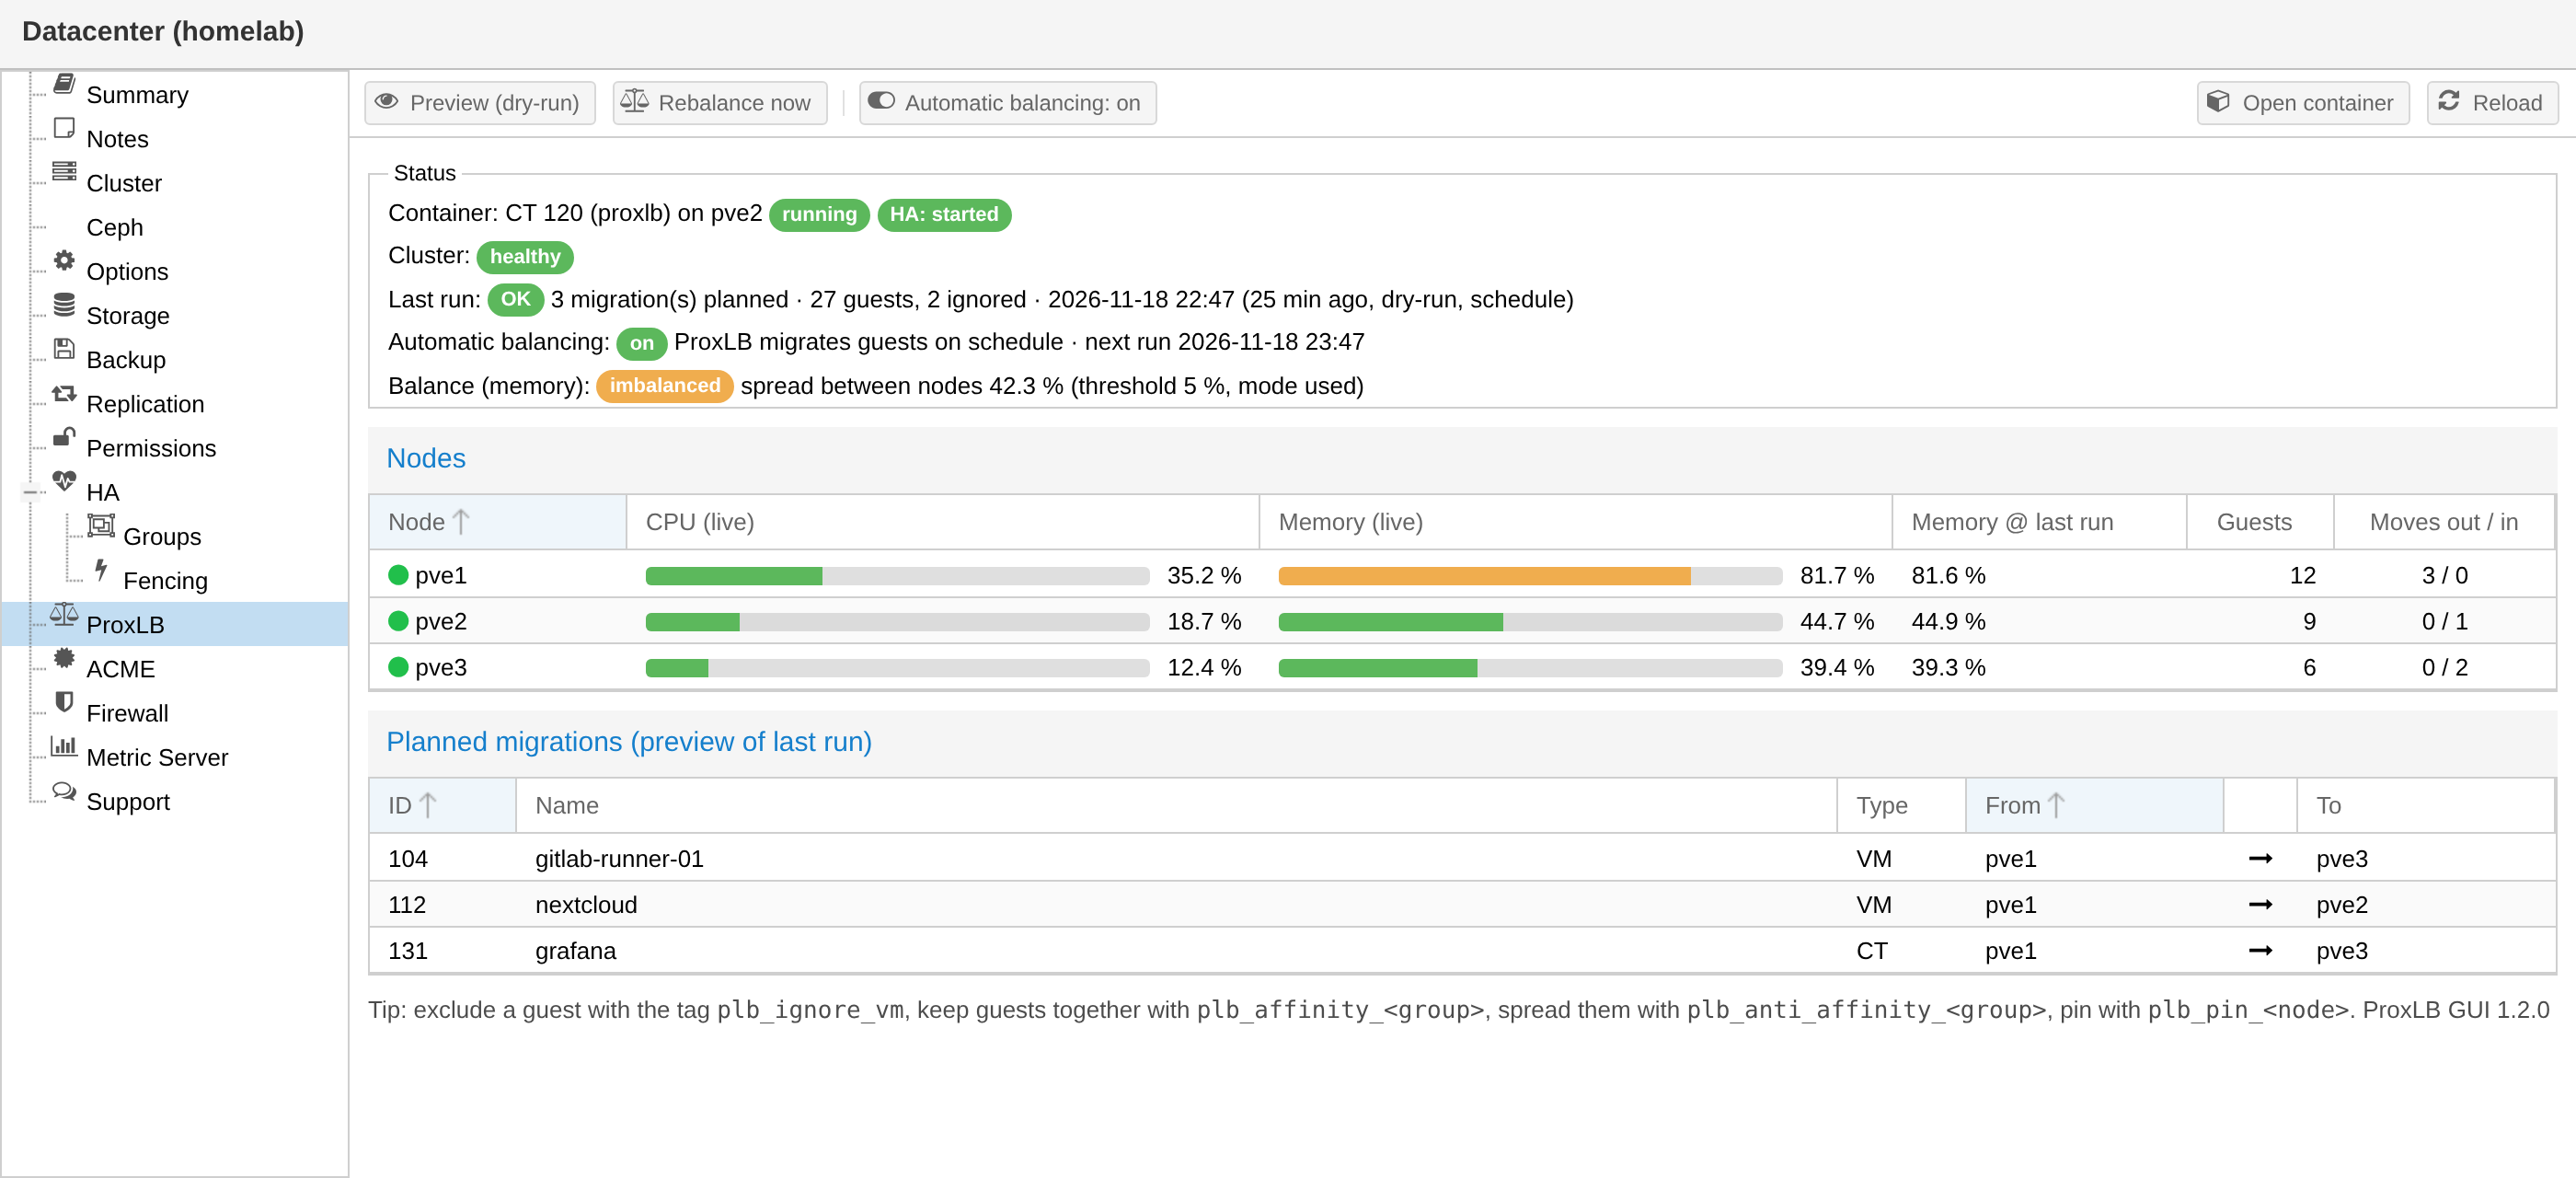 Datacenter (homelab)
Summary
Notes
Cluster
Ceph
Options
Storage
Backup
Replication
Permissions
HA
Groups
Fencing
ProxLB
ACME
Firewall
Metric Server
Support
Preview (dry-run) Rebalance now Automatic balancing: on Open container Reload
Status
Container: CT 120 (proxlb) on pve2 running HA: started
Cluster: healthy
Last run: OK 3 migration(s) planned · 27 guests, 2 ignored · 2026-11-18 22:47 (25 min ago, dry-run, schedule)
Automatic balancing: on ProxLB migrates guests on schedule · next run 2026-11-18 23:47
Balance (memory): imbalanced spread between nodes 42.3 % (threshold 5 %, mode used)
Nodes
Node CPU (live) Memory (live) Memory @ last run Guests Moves out / in
pve1 35.2 % 81.7 % 81.6 % 12 3 / 0
pve2 18.7 % 44.7 % 44.9 % 9 0 / 1
pve3 12.4 % 39.4 % 39.3 % 6 0 / 2
Planned migrations (preview of last run)
ID Name Type From To
104 gitlab-runner-01 VM pve1 → pve3
112 nextcloud VM pve1 → pve2
131 grafana CT pve1 → pve3
Tip: exclude a guest with the tag plb_ignore_vm, keep guests together with plb_affinity_<group>, spread them with plb_anti_affinity_<group>, pin with plb_pin_<node>. ProxLB GUI 1.2.0